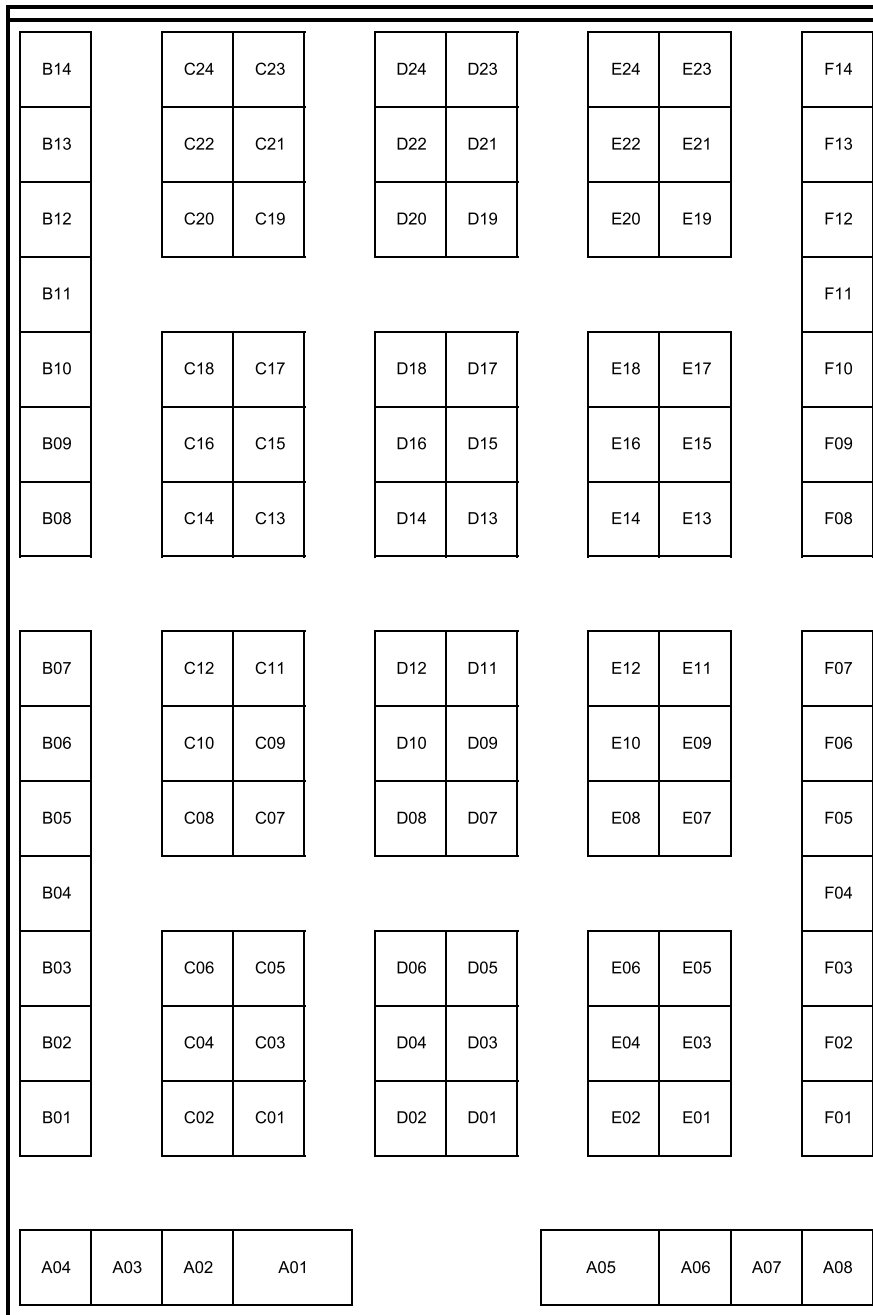 B14 C24 C23 D24 D23 E24 E23 F14
B13 C22 C21 D22 D21 E22 E21 F13
B12 C20 C19 D20 D19 E20 E19 F12
B11 F11
B10 C18 C17 D18 D17 E18 E17 F10
B09 C16 C15 D16 D15 E16 E15 F09
B08 C14 C13 D14 D13 E14 E13 F08
B07 C12 C11 D12 D11 E12 E11 F07
B06 C10 C09 D10 D09 E10 E09 F06
B05 C08 C07 D08 D07 E08 E07 F05
B04 F04
B03 C06 C05 D06 D05 E06 E05 F03
B02 C04 C03 D04 D03 E04 E03 F02
B01 C02 C01 D02 D01 E02 E01 F01
A04 A03 A02 A01 A05 A06 A07 A08